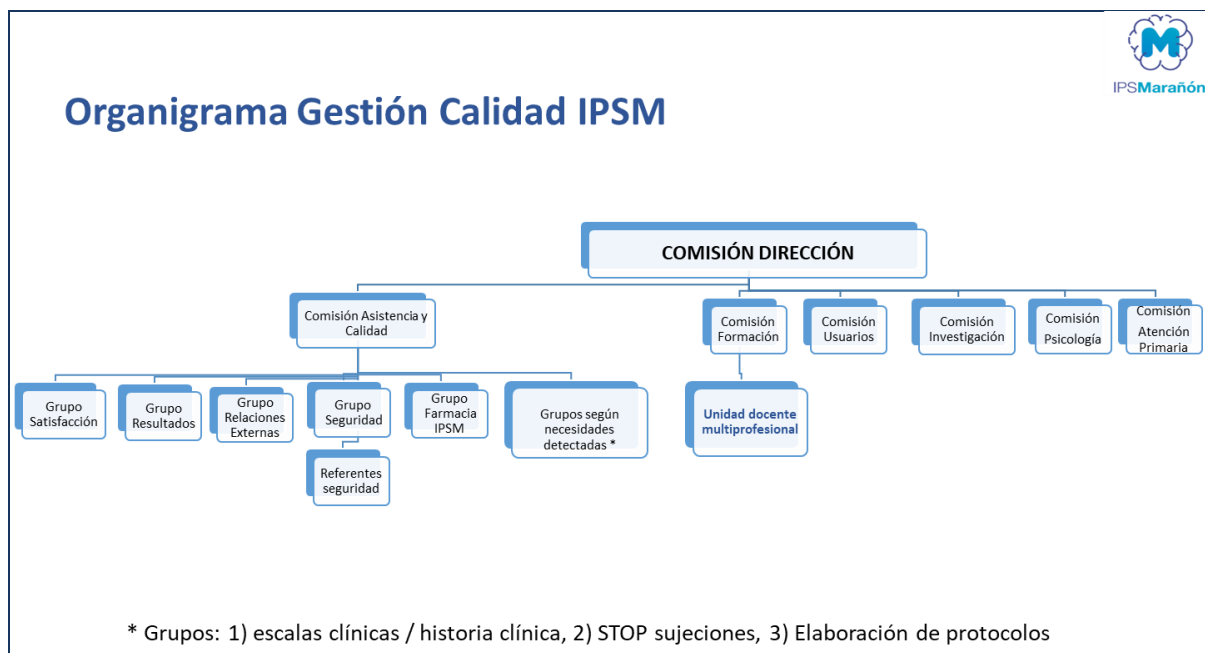 M
IPSMarañón
Organigrama Gestión Calidad IPSM
COMISIÓN DIRECCIÓN
Comisión Asistencia y
Calidad
Comisión
Formación
Comisión
Usuarios
Comisión
Investigación
Comisión
Psicología
Comisión
Atención
Primaria
Grupo
Satisfacción
Grupo
Resultados
Grupo
Relaciones
Externas
Grupo
Seguridad
Grupo
Farmacia
IPSM
Grupos según
necesidades
detectadas *
Unidad docente
multiprofesional
Referentes
seguridad
* Grupos: 1) escalas clínicas / historia clínica, 2) STOP sujeciones, 3) Elaboración de protocolos